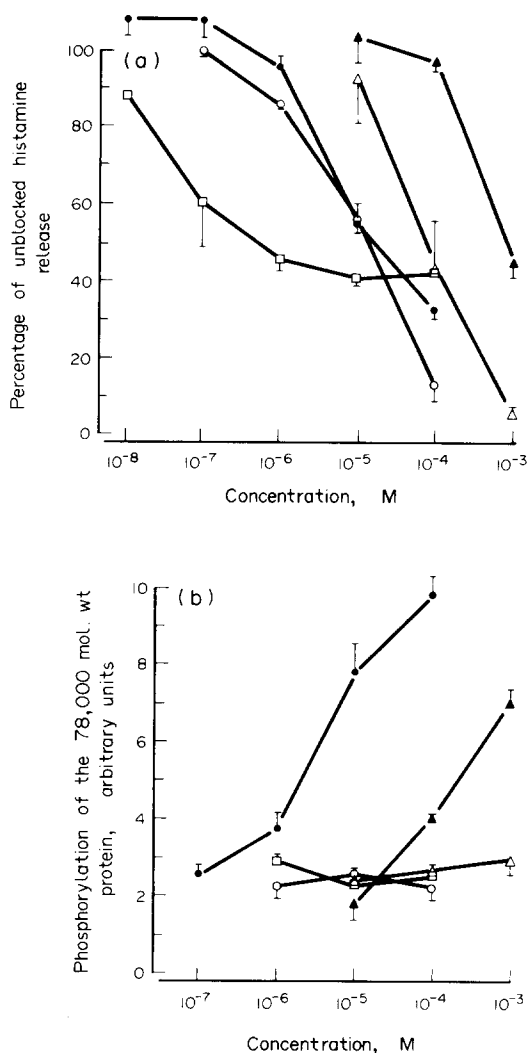 (a)
Percentage of unblocked histamine
release
100
80
60
40
20
0
10⁻⁸ 10⁻⁷ 10⁻⁶ 10⁻⁵ 10⁻⁴ 10⁻³
Concentration, M
(b)
Phosphorylation of the 78,000 mol. wt
protein, arbitrary units
10
8
6
4
2
0
10⁻⁷ 10⁻⁶ 10⁻⁵ 10⁻⁴ 10⁻³
Concentration, M